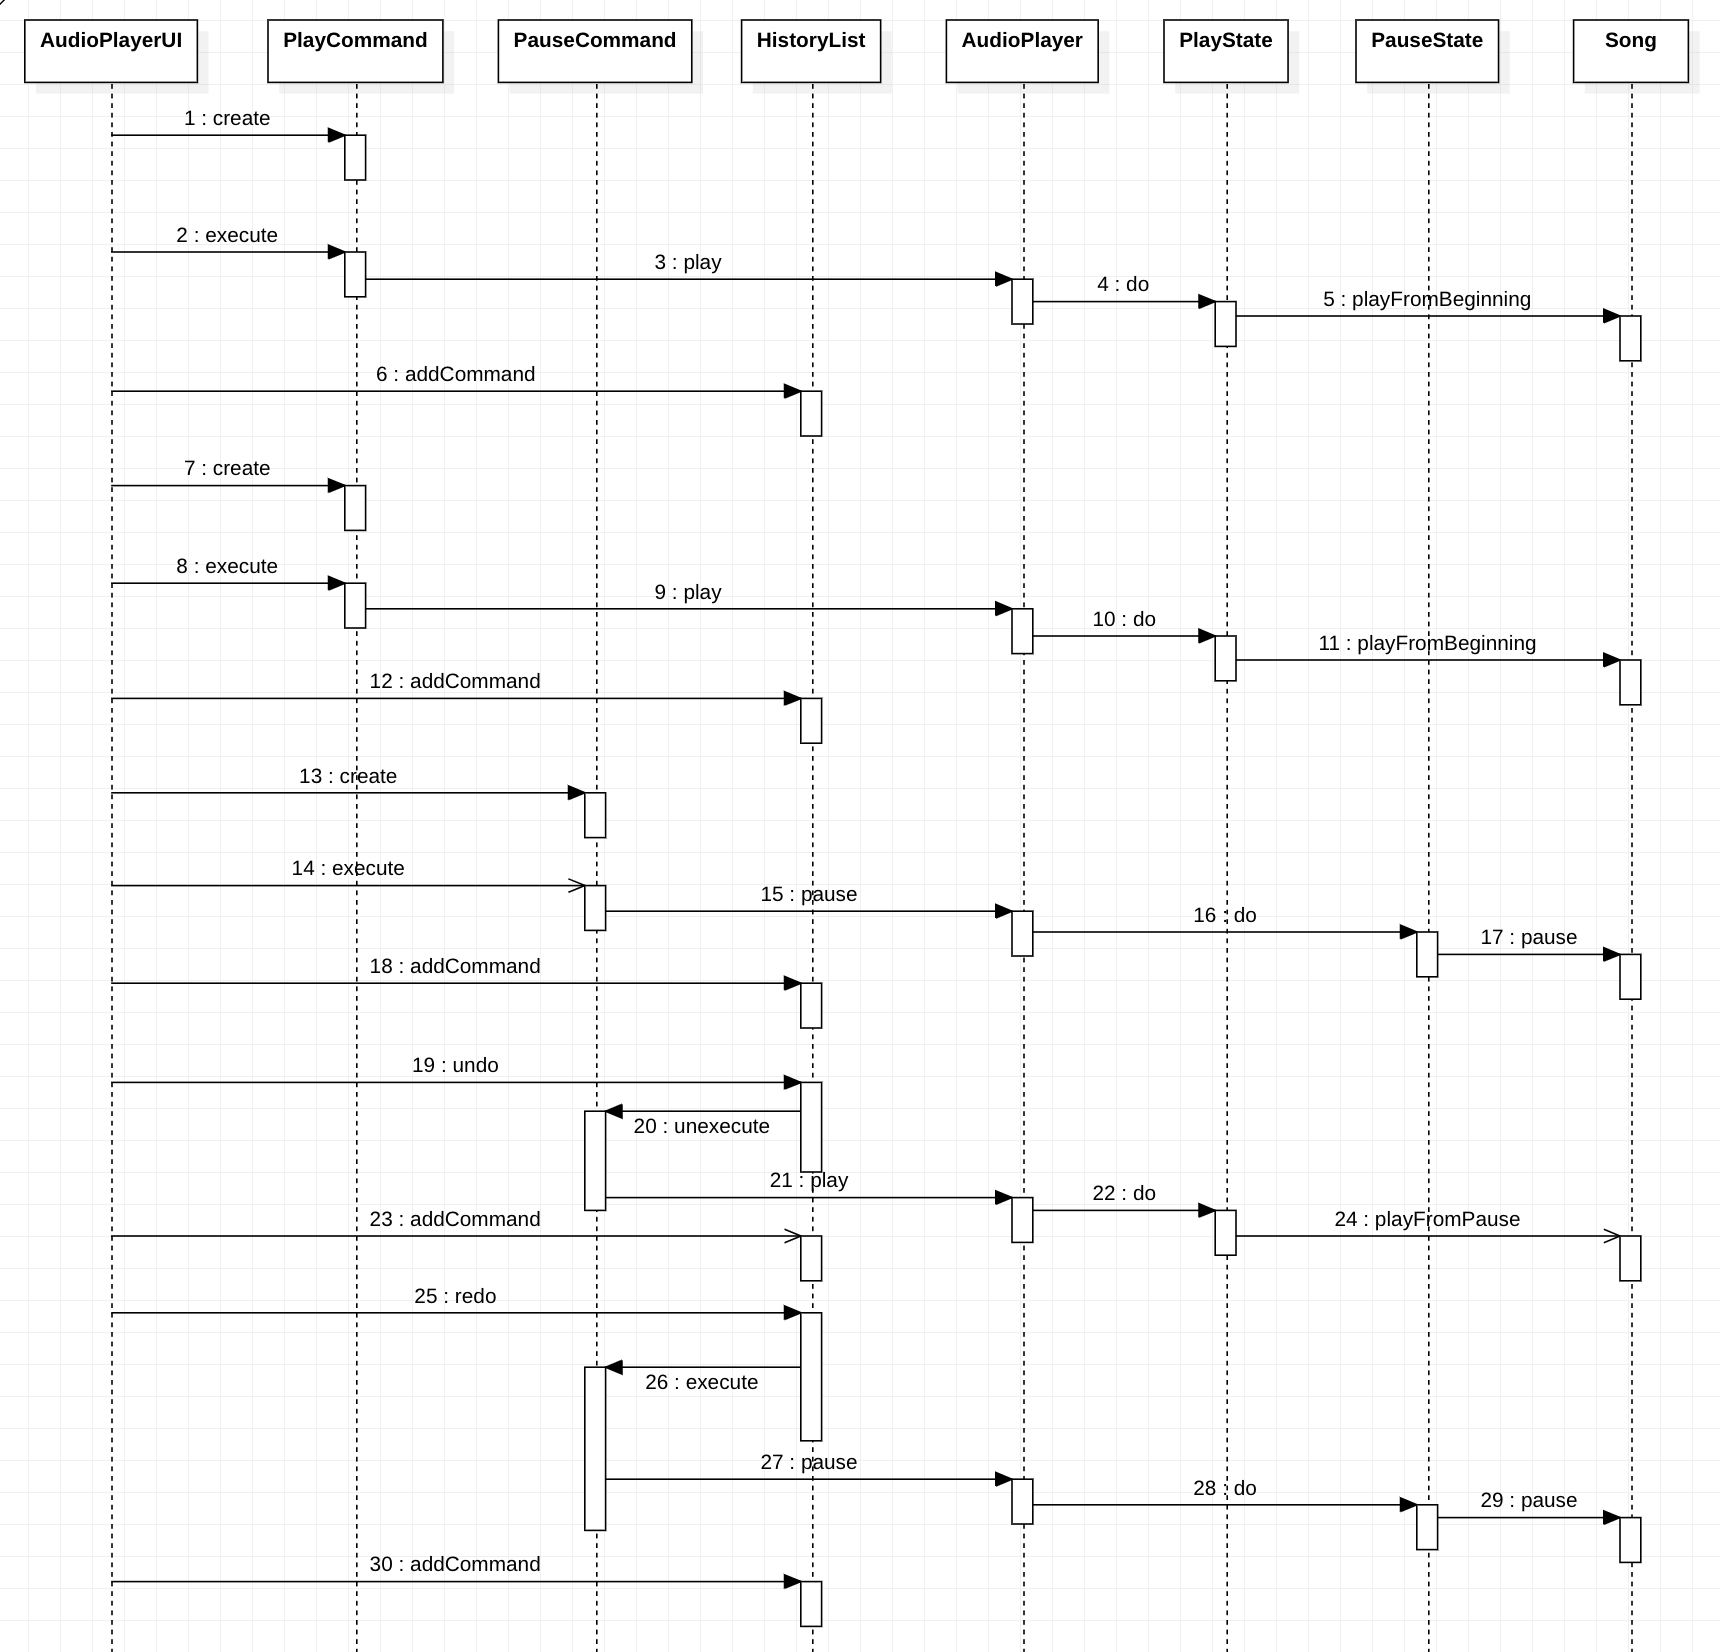 AudioPlayerUI
PlayCommand
PauseCommand
HistoryList
AudioPlayer
PlayState
PauseState
Song
1 : create
2 : execute
3 : play
4 : do
5 : playFromBeginning
6 : addCommand
7 : create
8 : execute
9 : play
10 : do
11 : playFromBeginning
12 : addCommand
13 : create
14 : execute
15 : pause
16 : do
17 : pause
18 : addCommand
19 : undo
20 : unexecute
21 : play
22 : do
23 : addCommand
24 : playFromPause
25 : redo
26 : execute
27 : pause
28 : do
29 : pause
30 : addCommand